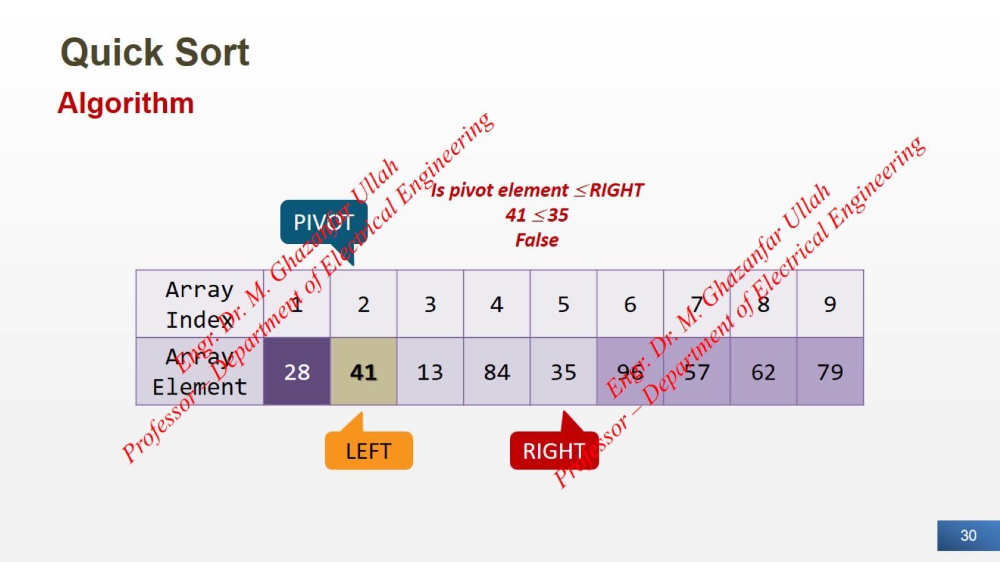 Quick Sort
Algorithm
Is pivot element ≤RIGHT
41 ≤35
False
PIVOT
Array Index 1 2 3 4 5 6 7 8 9
Array Element 28 41 13 84 35 96 57 62 79
LEFT
RIGHT
Engr. Dr. M. Ghazanfar Ullah
Professor – Department of Electrical Engineering
Engr. Dr. M. Ghazanfar Ullah
Professor – Department of Electrical Engineering
30